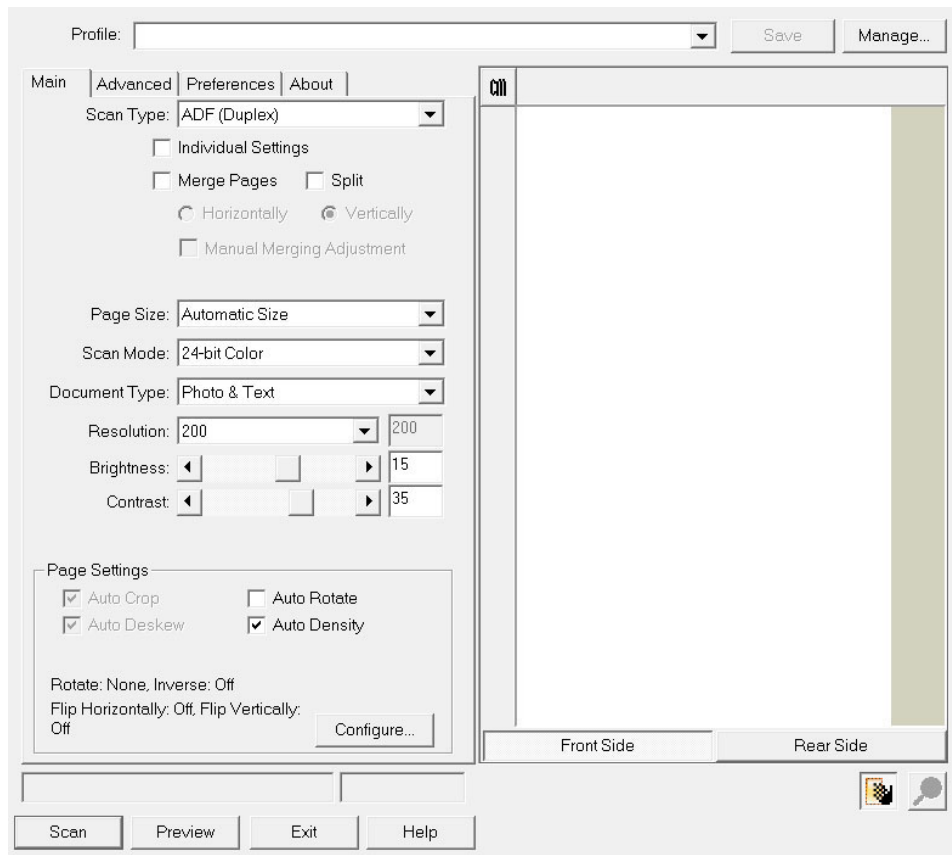 Profile: Save Manage...
Main Advanced Preferences About
cm
Scan Type: ADF (Duplex)
Individual Settings
Merge Pages Split
Horizontally Vertically
Manual Merging Adjustment
Page Size: Automatic Size
Scan Mode: 24-bit Color
Document Type: Photo & Text
Resolution: 200 200
Brightness: 15
Contrast: 35
Page Settings
Auto Crop Auto Rotate
Auto Deskew Auto Density
Rotate: None, Inverse: Off
Flip Horizontally: Off, Flip Vertically:
Off
Configure...
Front Side Rear Side
Scan Preview Exit Help